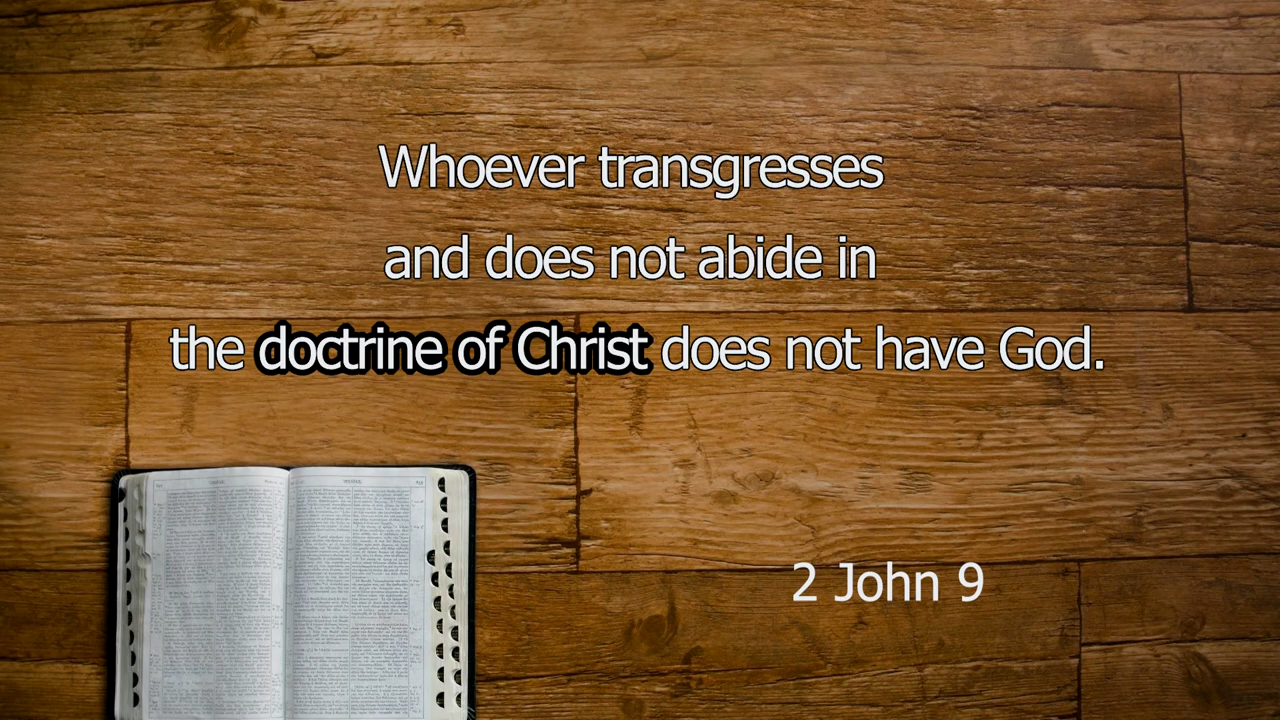 Whoever transgresses
and does not abide in
the doctrine of Christ does not have God.
2 John 9